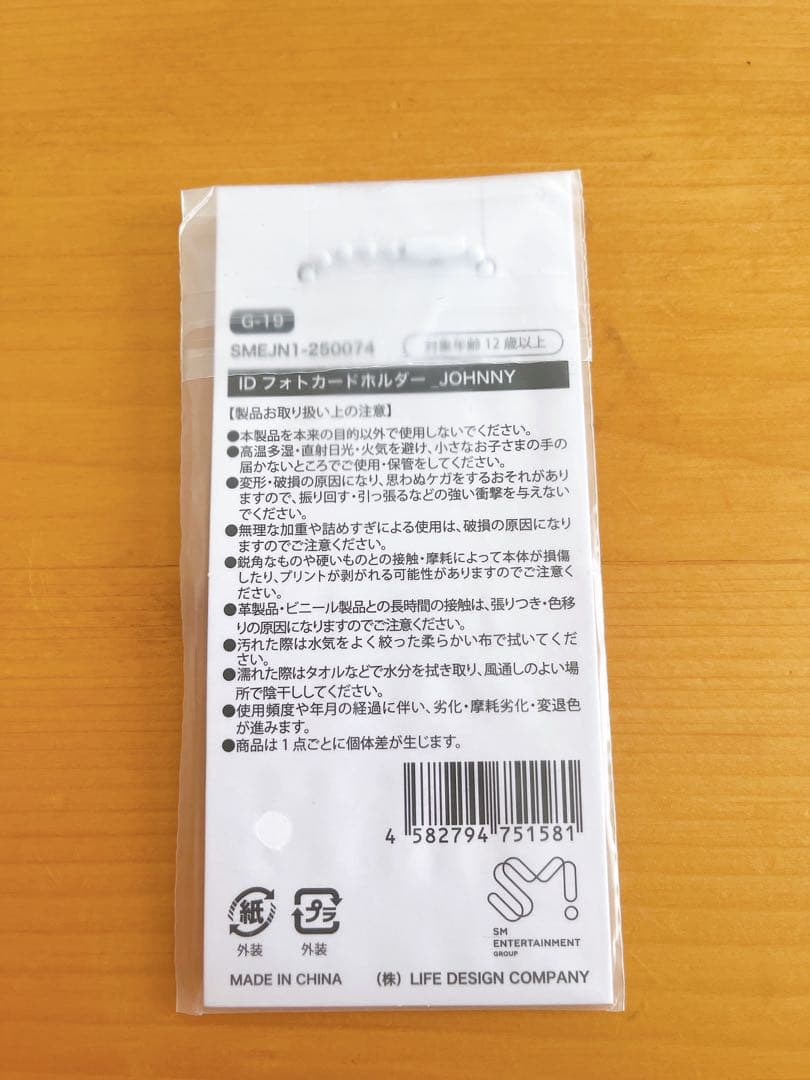 G-19
SMEJN1-250074
対象年齢 12 歳以上
ID フォトカードホルダー _JOHNNY
【製品お取り扱い上の注意】
●本製品を本来の目的以外で使用しないでください。
●高温多湿・直射日光・火気を避け、小さなお子さまの手の
届かないところでご使用・保管をしてください。
●変形・破損の原因になり、思わぬケガをするおそれがあり
ますので、振り回す・引っ張るなどの強い衝撃を与えない
でください。
●無理な加重や詰めすぎによる使用は、破損の原因になり
ますのでご注意ください。
●鋭角なものや硬いものとの接触・摩耗によって本体が損傷
したり、プリントが剥がれる可能性がありますのでご注意く
ださい。
●革製品・ビニール製品との長時間の接触は、張りつき・色移
りの原因になりますのでご注意ください。
●汚れた際は水気をよく絞った柔らかい布で拭いてくだ
さい。
●濡れた際はタオルなどで水分を拭き取り、風通しのよい場
所で陰干ししてください。
●使用頻度や年月の経過に伴い、劣化・摩耗劣化・変退色
が進みます。
●商品は 1 点ごとに個体差が生じます。
4 582794 751581
紙
外装
プラ
外装
SM
SM
ENTERTAINMENT
GROUP
MADE IN CHINA （株）LIFE DESIGN COMPANY